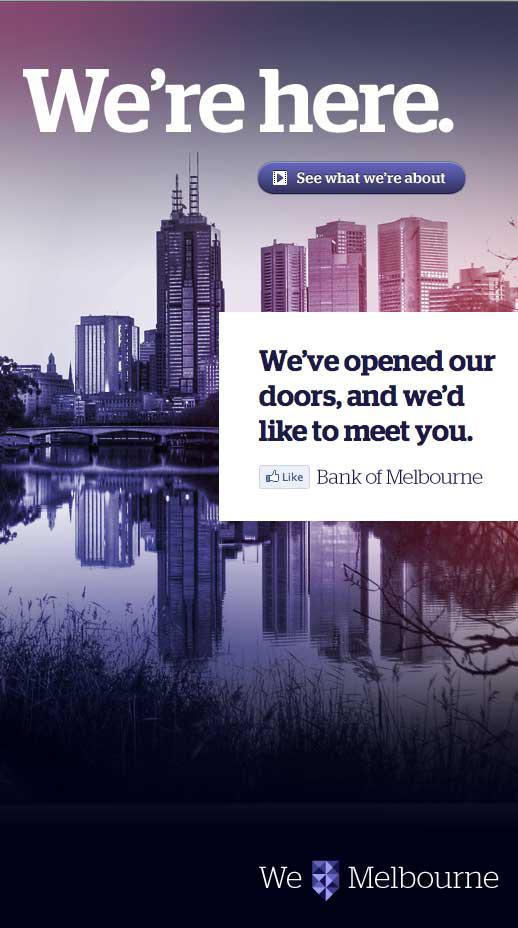 We’re here.
See what we’re about
We’ve opened our
doors, and we’d
like to meet you.
Like Bank of Melbourne
We Melbourne